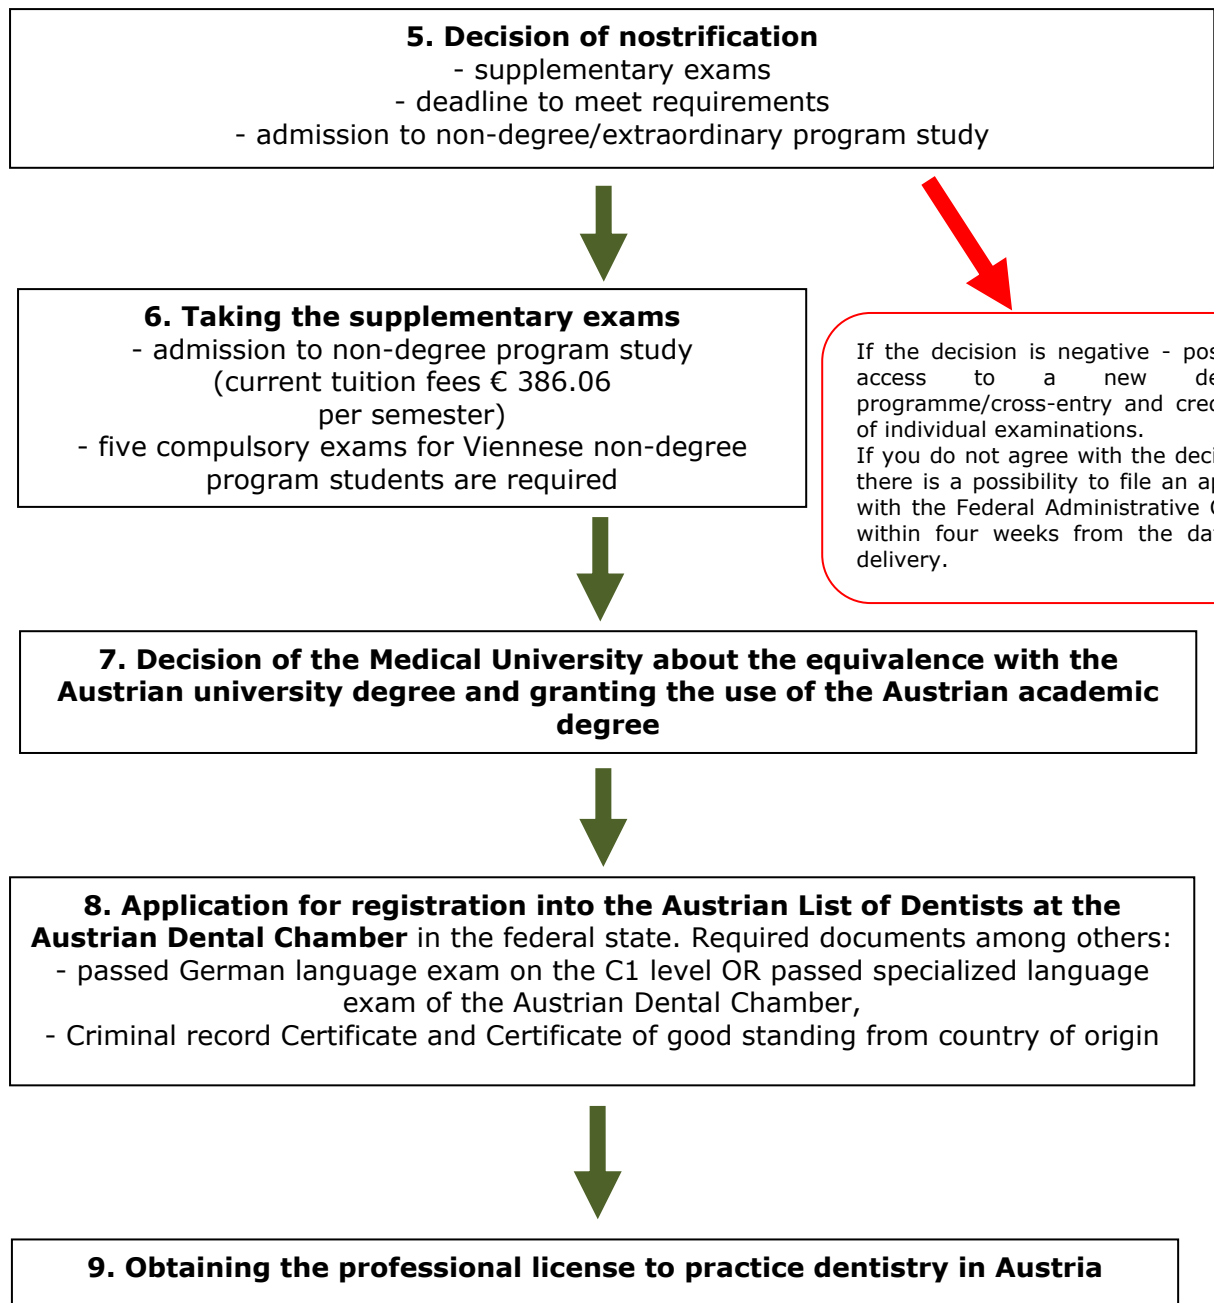 5. Decision of nostrification
- supplementary exams
- deadline to meet requirements
- admission to non-degree/extraordinary program study
6. Taking the supplementary exams
- admission to non-degree program study
(current tuition fees € 386.06
per semester)
- five compulsory exams for Viennese non-degree
program students are required
If the decision is negative - pos
access to a new de
programme/cross-entry and cred
of individual examinations.
If you do not agree with the deci
there is a possibility to file an ap
with the Federal Administrative
within four weeks from the da
delivery.
7. Decision of the Medical University about the equivalence with the
Austrian university degree and granting the use of the Austrian academic
degree
8. Application for registration into the Austrian List of Dentists at the
Austrian Dental Chamber in the federal state. Required documents among others:
- passed German language exam on the C1 level OR passed specialized language
exam of the Austrian Dental Chamber,
- Criminal record Certificate and Certificate of good standing from country of origin
9. Obtaining the professional license to practice dentistry in Austria